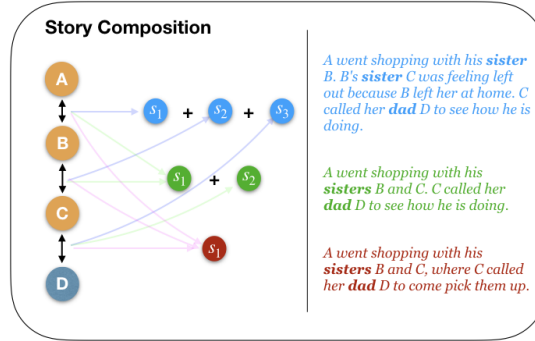 Story Composition
A
B
C
D
s1 + s2 + s3
s1 + s2
s1
A went shopping with his sister
B. B's sister C was feeling left
out because B left her at home. C
called her dad D to see how he is
doing.
A went shopping with his
sisters B and C. C called her
dad D to see how he is doing.
A went shopping with his
sisters B and C, where C called
her dad D to come pick them up.